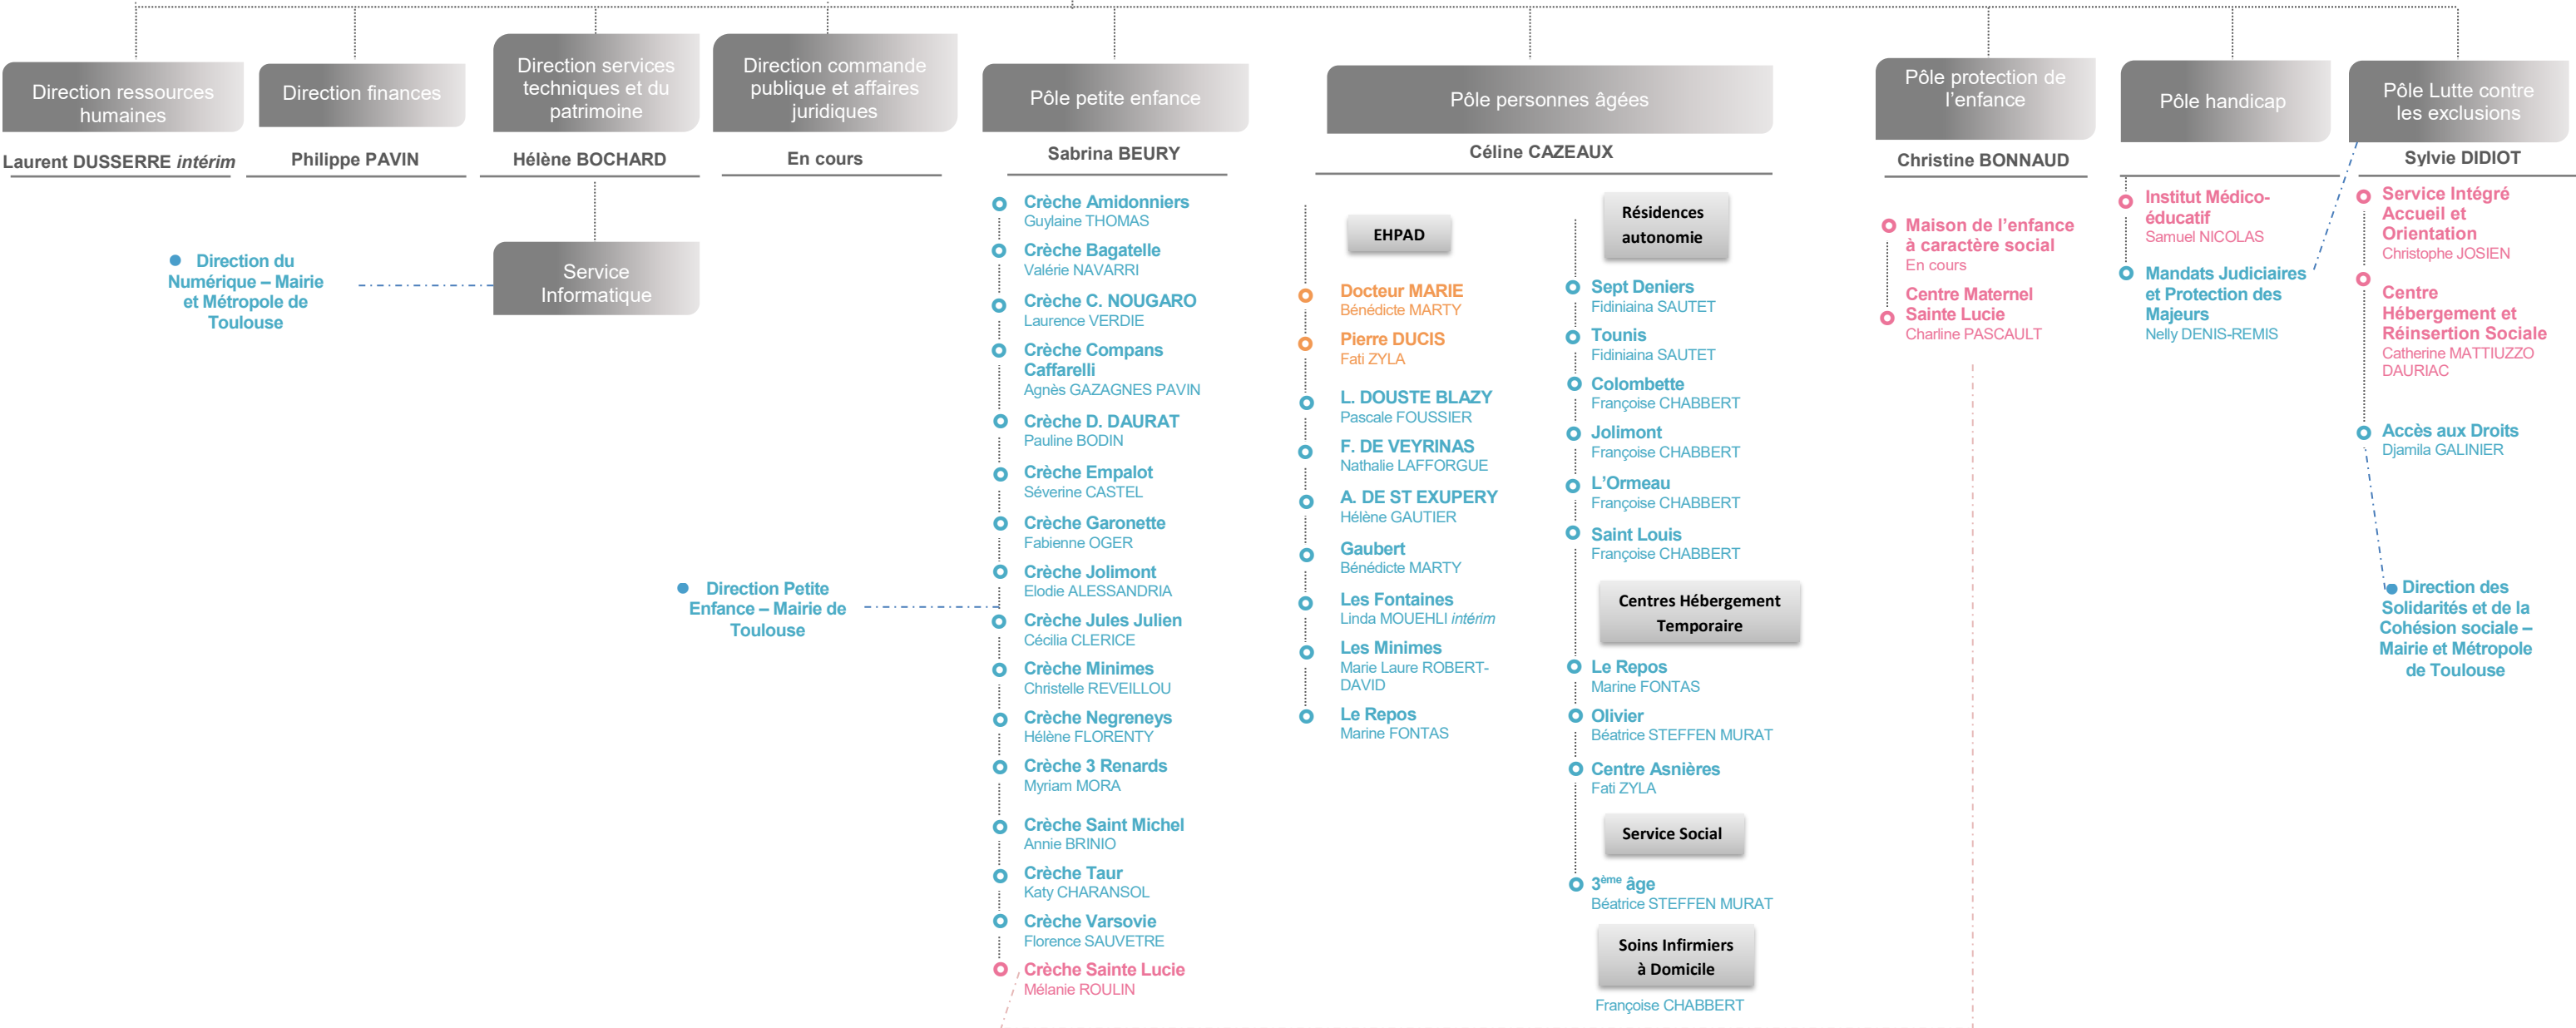 Direction ressources
humaines
Laurent DUSSERRE intérim
Direction finances
Philippe PAVIN
Direction services
techniques et du
patrimoine
Hélène BOCHARD
Service
Informatique
Direction du
Numérique – Mairie
et Métropole de
Toulouse
Direction commande
publique et affaires
juridiques
En cours
Pôle petite enfance
Sabrina BEURY
Crèche Amidonniers
Guylaine THOMAS
Crèche Bagatelle
Valérie NAVARRI
Crèche C. NOUGARO
Laurence VERDIE
Crèche Compans
Caffarelli
Agnès GAZAGNES PAVIN
Crèche D. DAURAT
Pauline BODIN
Crèche Empalot
Séverine CASTEL
Crèche Garonette
Fabienne OGER
Crèche Jolimont
Elodie ALESSANDRIA
Crèche Jules Julien
Cécilia CLERICE
Crèche Minimes
Christelle REVEILLOU
Crèche Negreneys
Hélène FLORENTY
Crèche 3 Renards
Myriam MORA
Crèche Saint Michel
Annie BRINIO
Crèche Taur
Katy CHARANSOL
Crèche Varsovie
Florence SAUVETRE
Crèche Sainte Lucie
Mélanie ROULIN
Direction Petite
Enfance – Mairie de
Toulouse
Pôle personnes âgées
Céline CAZEAUX
EHPAD
Docteur MARIE
Bénédicte MARTY
Pierre DUCIS
Fati ZYLA
L. DOUSTE BLAZY
Pascale FOUSSIER
F. DE VEYRINAS
Nathalie LAFFORGUE
A. DE ST EXUPERY
Hélène GAUTIER
Gaubert
Bénédicte MARTY
Les Fontaines
Linda MOUEHLI intérim
Les Minimes
Marie Laure ROBERT-
DAVID
Le Repos
Marine FONTAS
Résidences
autonomie
Sept Deniers
Fidiniaina SAUTET
Tounis
Fidiniaina SAUTET
Colombette
Françoise CHABBERT
Jolimont
Françoise CHABBERT
L'Ormeau
Françoise CHABBERT
Saint Louis
Françoise CHABBERT
Centres Hébergement
Temporaire
Le Repos
Marine FONTAS
Olivier
Béatrice STEFFEN MURAT
Centre Asnières
Fati ZYLA
Service Social
3ème âge
Béatrice STEFFEN MURAT
Soins Infirmiers
à Domicile
Françoise CHABBERT
Pôle protection de
l'enfance
Christine BONNAUD
Maison de l'enfance
à caractère social
En cours
Centre Maternel
Sainte Lucie
Charline PASCAULT
Pôle handicap
Institut Médico-
éducatif
Samuel NICOLAS
Mandats Judiciaires
et Protection des
Majeurs
Nelly DENIS-REMIS
Pôle Lutte contre
les exclusions
Sylvie DIDIOT
Service Intégré
Accueil et
Orientation
Christophe JOSIEN
Centre
Hébergement et
Réinsertion Sociale
Catherine MATTIUZZO
DAURIAC
Accès aux Droits
Djamila GALINIER
Direction des
Solidarités et de la
Cohésion sociale –
Mairie et Métropole
de Toulouse